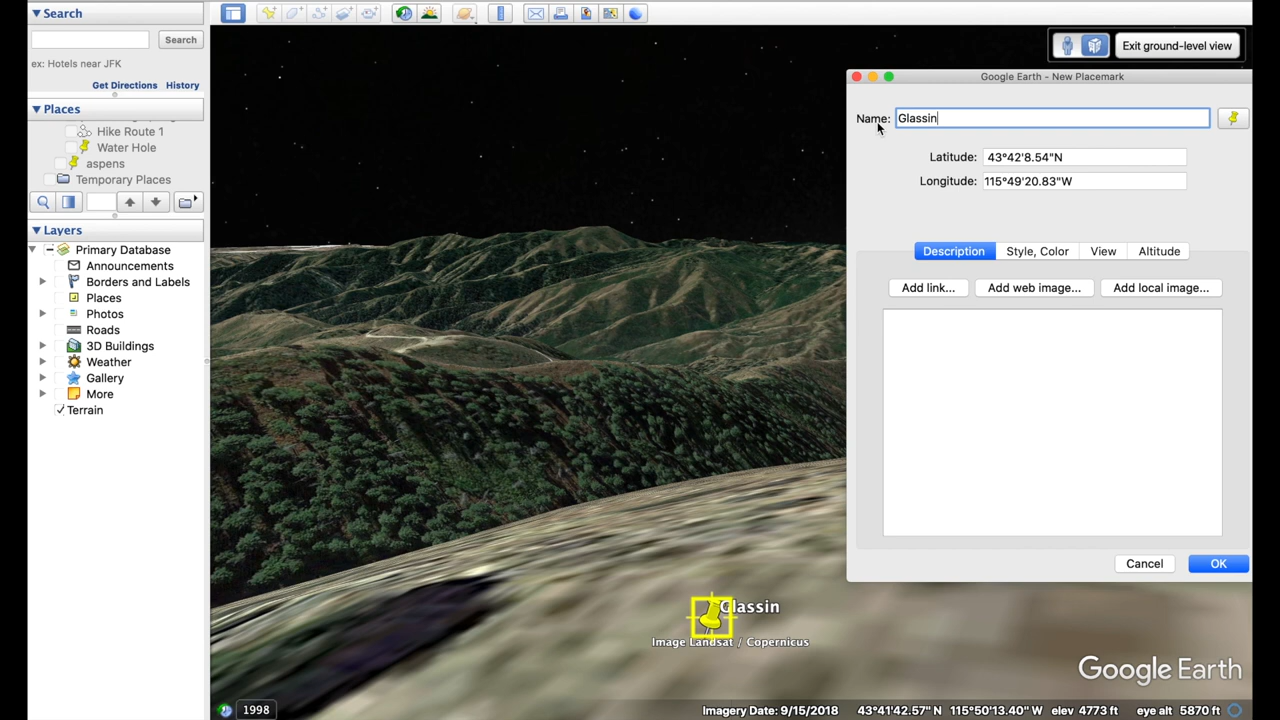 Search
Search
ex: Hotels near JFK
Get Directions History
Places
Hike Route 1
Water Hole
aspens
Temporary Places
Layers
Primary Database
Announcements
Borders and Labels
Places
Photos
Roads
3D Buildings
Weather
Gallery
More
Terrain
Exit ground-level view
Google Earth - New Placemark
Name: Glassin
Latitude: 43°42'8.54"N
Longitude: 115°49'20.83"W
Description Style, Color View Altitude
Add link... Add web image... Add local image...
Cancel OK
Glassin
Image Landsat / Copernicus
Google Earth
1998
Imagery Date: 9/15/2018 43°41'42.57" N 115°50'13.40" W elev 4773 ft eye alt 5870 ft